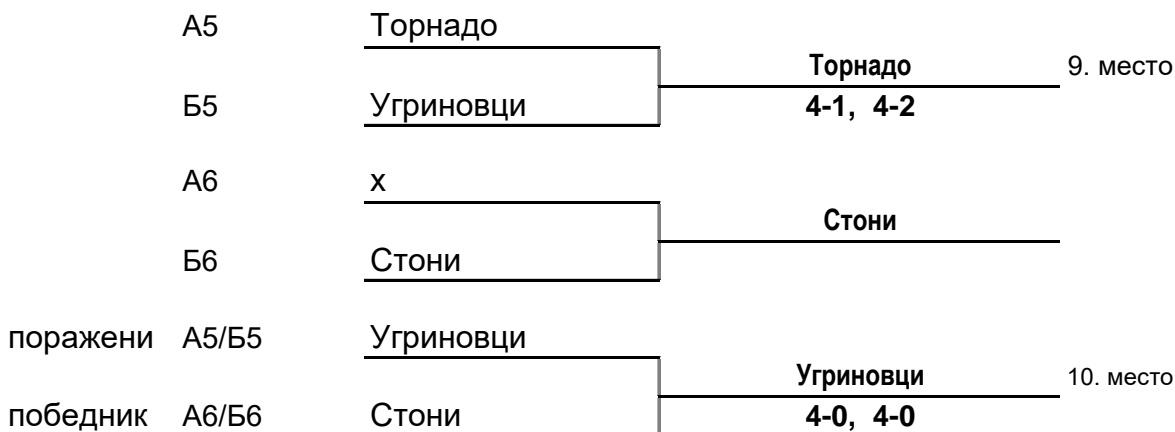 А5 Торнадо
Торнадо 9. место
Б5 Угриновци 4-1, 4-2
А6 х
Стони
Б6 Стони
поражени А5/Б5 Угриновци
Угриновци 10. место
победник А6/Б6 Стони 4-0, 4-0